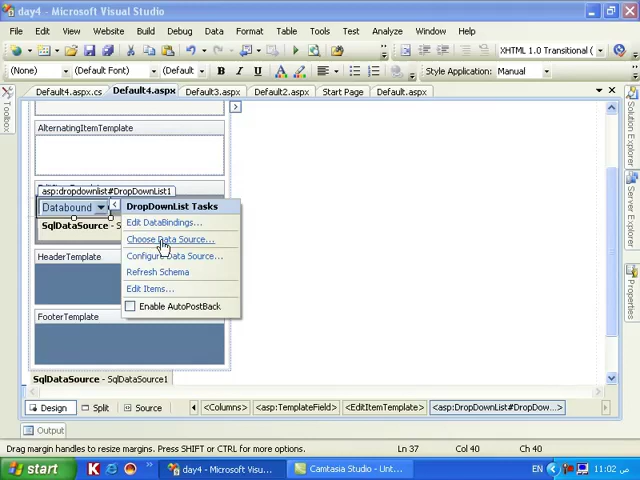 day4 - Microsoft Visual Studio
File Edit View Website Build Debug Data Format Table Tools Test Analyze Window Help
XHTML 1.0 Transitional (
(None) (Default Font) (Default Style Application: Manual
Default4.aspx.cs Default4.aspx Default3.aspx Default2.aspx Start Page Default.aspx
Toolbox
AlternatingItemTemplate
asp:dropdownlist#DropDownList1
Databound
SqlDataSource
DropDownList Tasks
Edit DataBindings...
Choose Data Source...
Configure Data Source...
Refresh Schema
Edit Items...
Enable AutoPostBack
HeaderTemplate
FooterTemplate
SqlDataSource - SqlDataSource1
Solution Explorer
Server Explorer
Properties
Design Split Source <Columns> <asp:TemplateField> <EditItemTemplate> <asp:DropDownList#DropDow...>
Output
Drag margin handles to resize margins. Press SHIFT or CTRL for more options. Ln 37 Col 40 Ch 40
start day4 - Microsoft Visu... Camtasia Studio - Unt... EN 11:02 ص